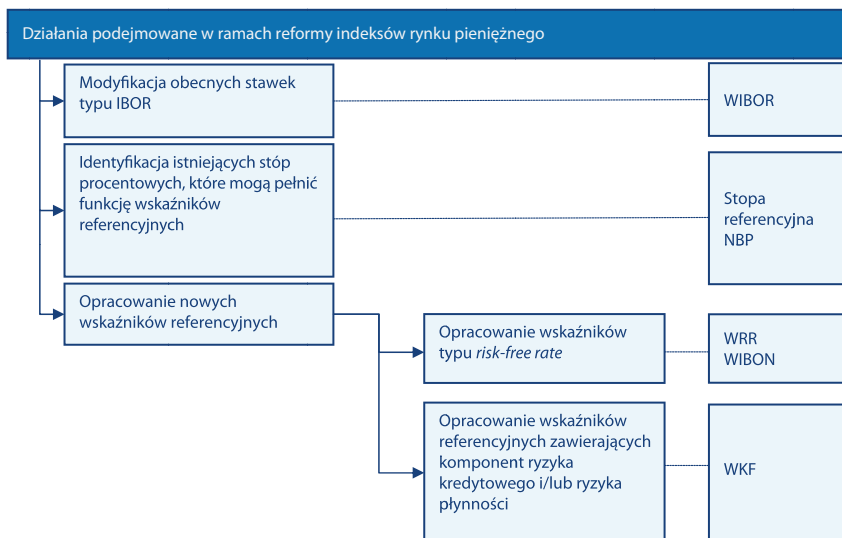 Działania podejmowane w ramach reformy indeksów rynku pieniężnego
Modyfikacja obecnych stawek
typu IBOR
WIBOR
Identyfikacja istniejących stóp
procentowych, które mogą pełnić
funkcję wskaźników
referencyjnych
Stopa
referencyjna
NBP
Opracowanie nowych
wskaźników referencyjnych
Opracowanie wskaźników
typu risk-free rate
WRR
WIBON
Opracowanie wskaźników
referencyjnych zawierających
komponent ryzyka
kredytowego i/lub ryzyka
płynności
WKF